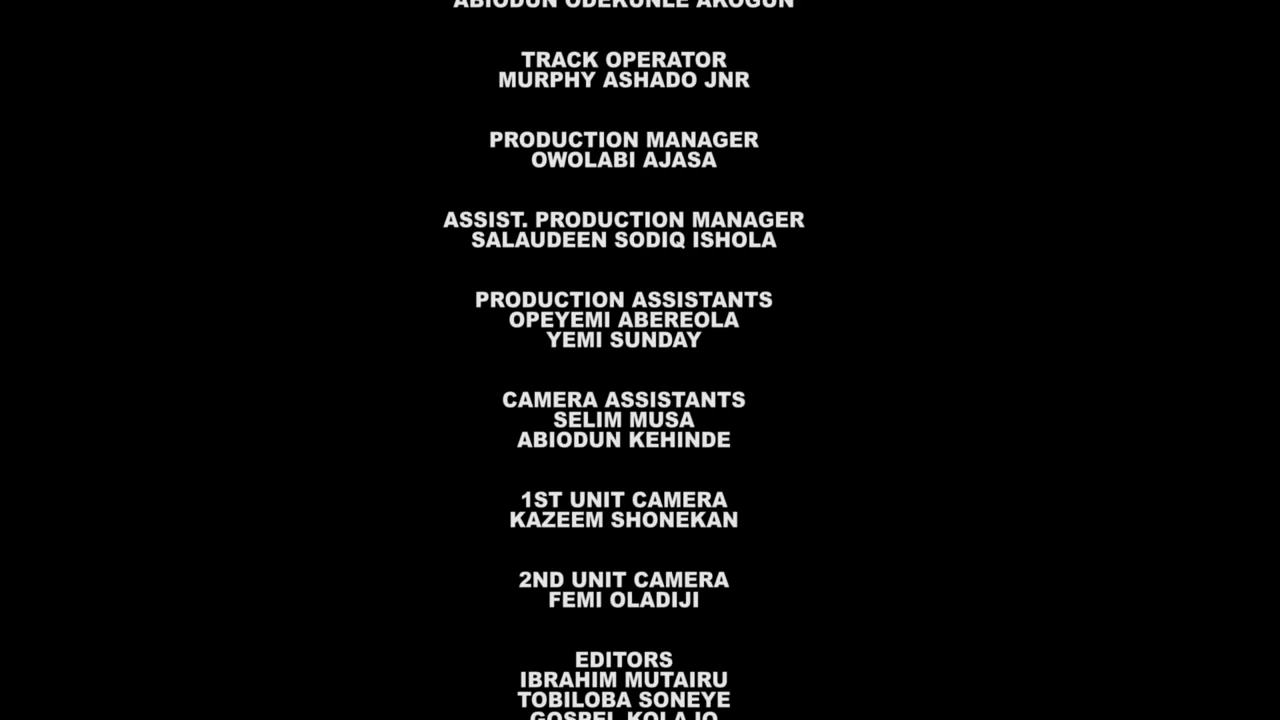 ABIODUN ODEKUNLE AKOGUN
TRACK OPERATOR
MURPHY ASHADO JNR
PRODUCTION MANAGER
OWOLABI AJASA
ASSIST. PRODUCTION MANAGER
SALAUDEEN SODIQ ISHOLA
PRODUCTION ASSISTANTS
OPEYEMI ABEREOLA
YEMI SUNDAY
CAMERA ASSISTANTS
SELIM MUSA
ABIODUN KEHINDE
1ST UNIT CAMERA
KAZEEM SHONEKAN
2ND UNIT CAMERA
FEMI OLADIJI
EDITORS
IBRAHIM MUTAIRU
TOBILOBA SONEYE
GOSPEL KOLAJO